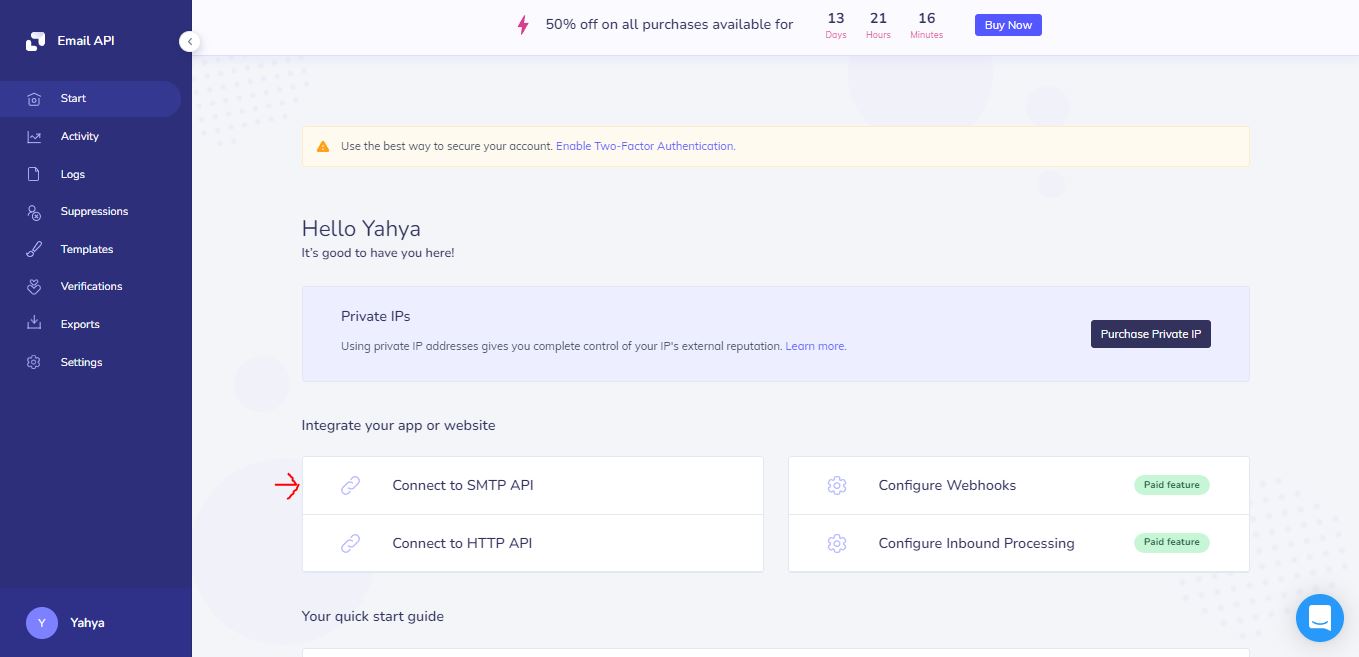 Email API
50% off on all purchases available for
13 21 16
Days Hours Minutes
Buy Now
Start
Activity
Logs
Suppressions
Templates
Verifications
Exports
Settings
Y Yahya
Use the best way to secure your account. Enable Two-Factor Authentication.
Hello Yahya
It's good to have you here!
Private IPs
Using private IP addresses gives you complete control of your IP's external reputation. Learn more.
Purchase Private IP
Integrate your app or website
Connect to SMTP API
Connect to HTTP API
Configure Webhooks Paid feature
Configure Inbound Processing Paid feature
Your quick start guide